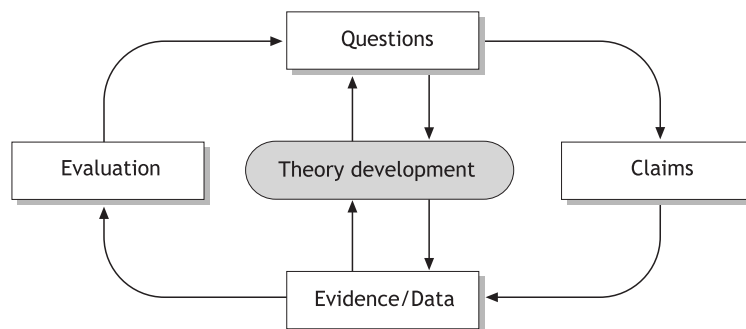 Questions
Evaluation
Theory development
Claims
Evidence/Data